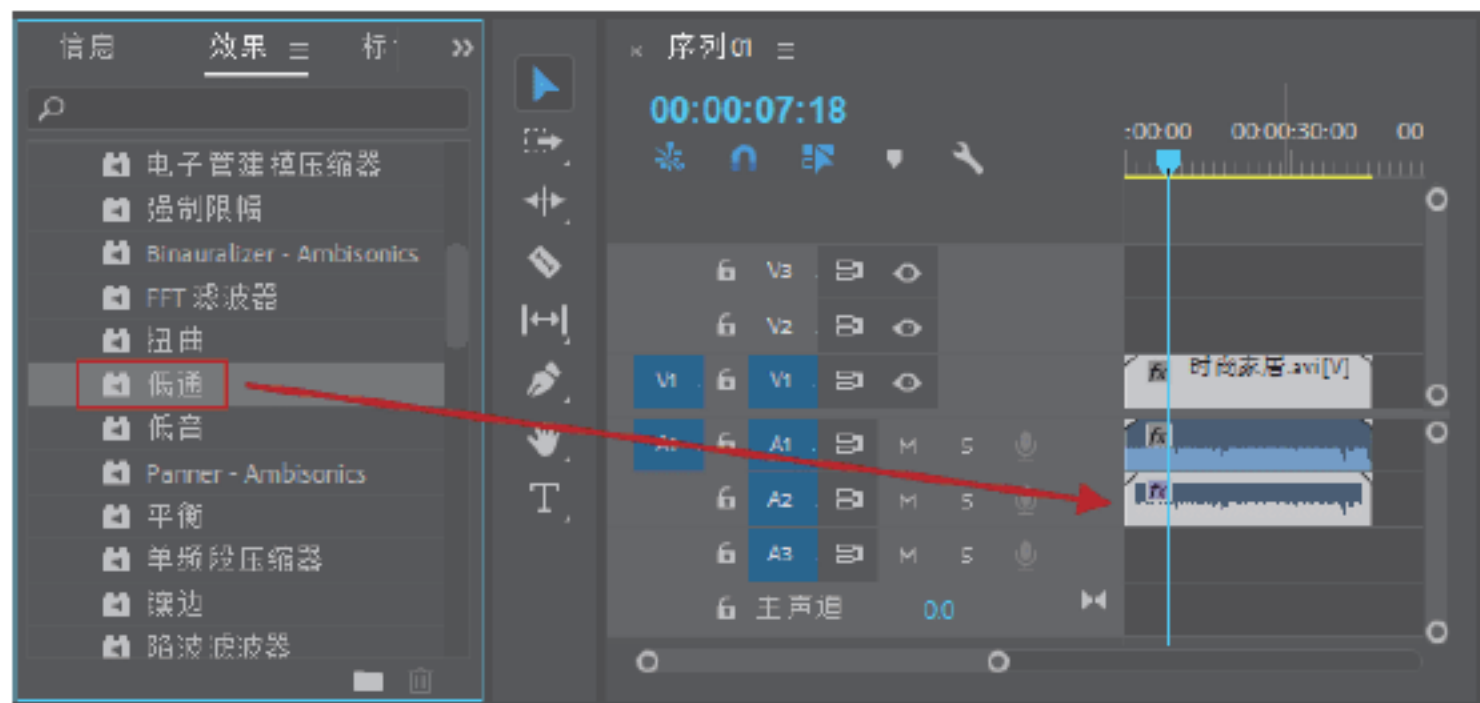 信息 效果 标
电子管建模压缩器
强制限幅
Binauralizer - Ambisonics
FFT 滤波器
扭曲
低通
低音
Panner - Ambisonics
平衡
单频段压缩器
镶边
陷波滤波器
T
× 序列 01
00:00:07:18
:00:00 00:00:30:00 00
V3
V2
V1 V1 fx 时尚家居.avi[V]
A1 M S fx
A2 M S fx
A3 M S
主声道 0.0